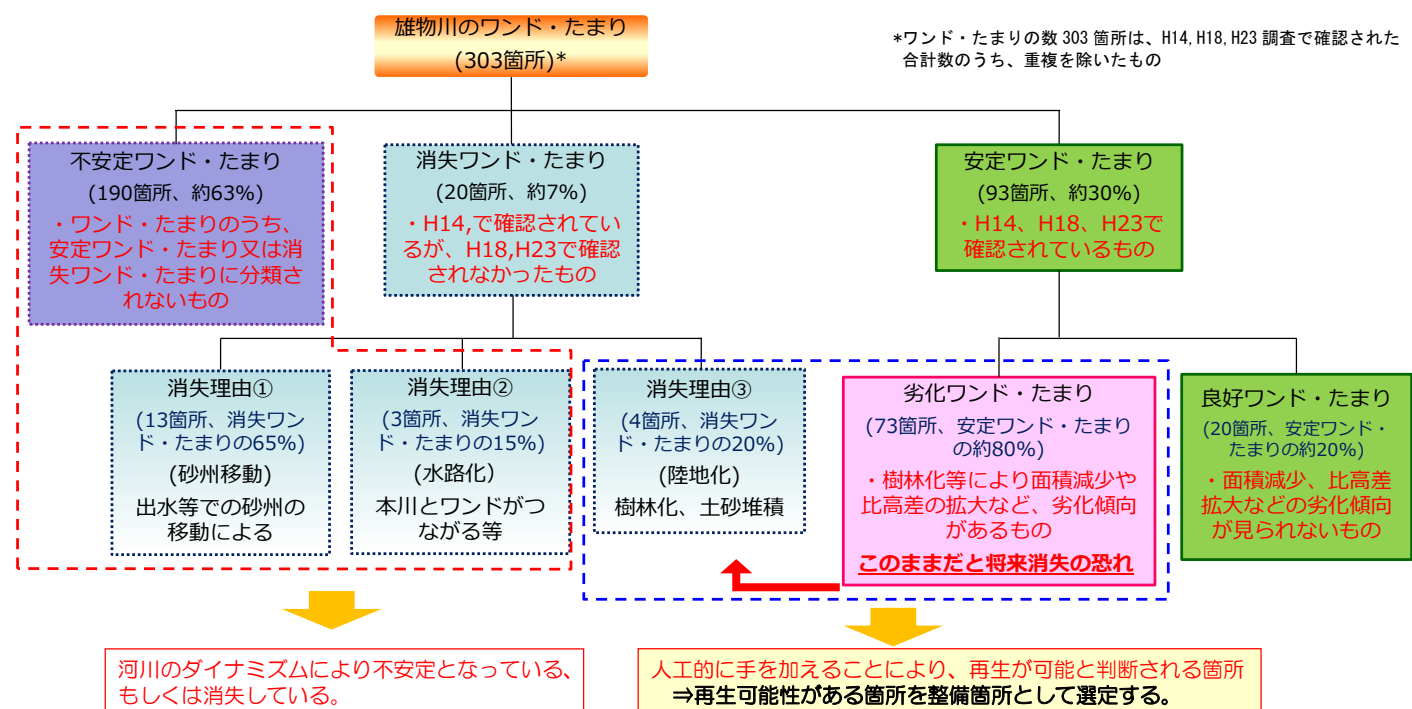 雄物川のワンド・たまり
(303箇所)*
*ワンド・たまりの数 303 箇所は、H14,H18,H23 調査で確認された
合計数のうち、重複を除いたもの
不安定ワンド・たまり
(190箇所、約63%)
・ワンド・たまりのうち、
安定ワンド・たまり又は消
失ワンド・たまりに分類さ
れないもの
消失ワンド・たまり
(20箇所、約7%)
・H14,で確認されてい
るが、H18,H23で確認
されなかったもの
安定ワンド・たまり
(93箇所、約30%)
・H14、H18、H23で
確認されているもの
消失理由①
(13箇所、消失ワン
ド・たまりの65%)
(砂州移動)
出水等での砂州の
移動による
消失理由②
(3箇所、消失ワン
ド・たまりの15%)
(水路化)
本川とワンドがつ
ながる等
消失理由③
(4箇所、消失ワン
ド・たまりの20%)
(陸地化)
樹林化、土砂堆積
劣化ワンド・たまり
(73箇所、安定ワンド・たまり
の約80%)
・樹林化等により面積減少や
比高差の拡大など、劣化傾向
があるもの
このままだと将来消失の恐れ
良好ワンド・たまり
(20箇所、安定ワンド・
たまりの約20%)
・面積減少、比高差
拡大などの劣化傾向
が見られないもの
河川のダイナミズムにより不安定となっている、
もしくは消失している。
人工的に手を加えることにより、再生が可能と判断される箇所
⇒再生可能性がある箇所を整備箇所として選定する。